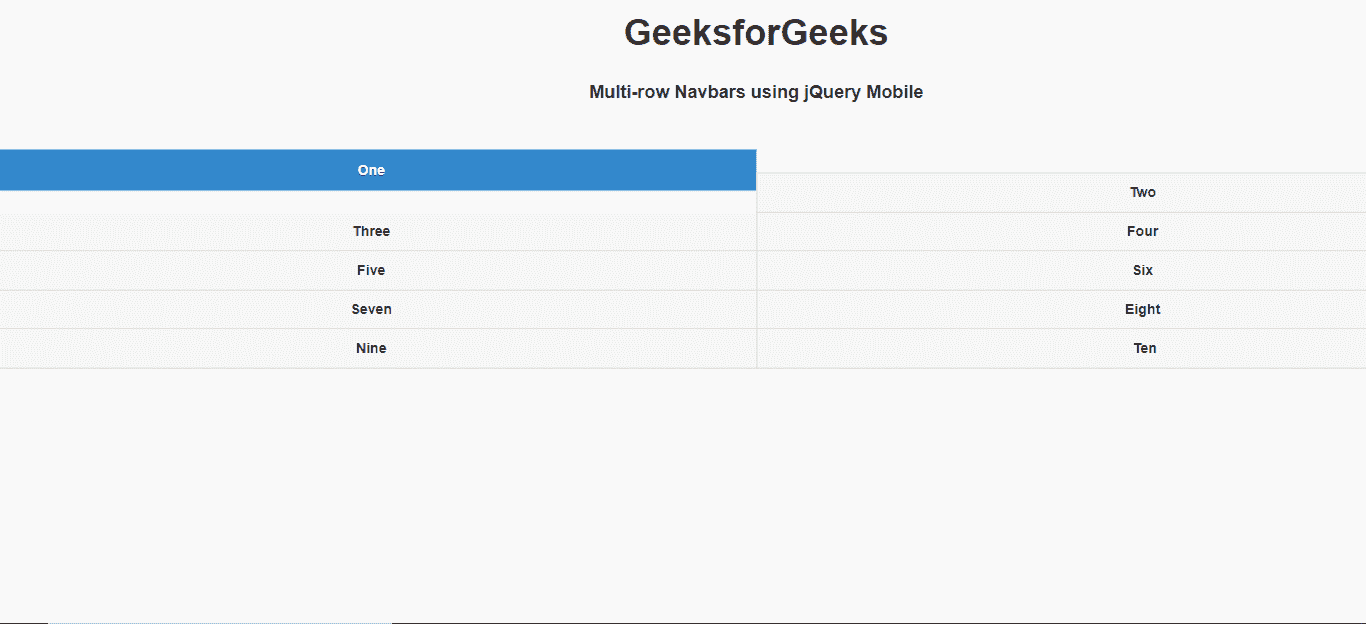 GeeksforGeeks
Multi-row Navbars using jQuery Mobile
One
Two
Three
Four
Five
Six
Seven
Eight
Nine
Ten